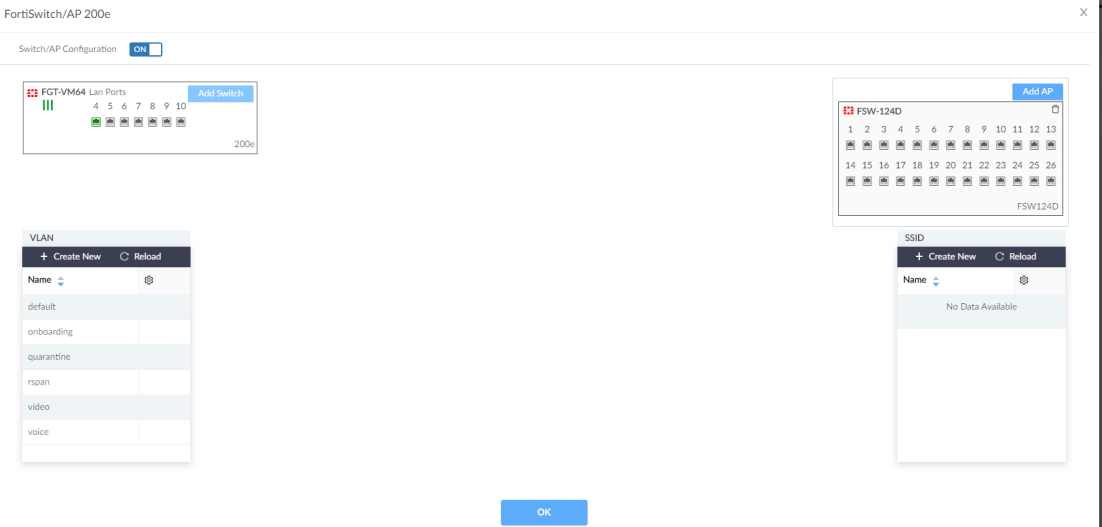 FortiSwitch/AP 200e
X
Switch/AP Configuration ON
FGT-VM64 Lan Ports Add Switch
4 5 6 7 8 9 10
200e
Add AP
FSW-124D
1 2 3 4 5 6 7 8 9 10 11 12 13
14 15 16 17 18 19 20 21 22 23 24 25 26
FSW124D
VLAN
+ Create New Reload
Name
default
onboarding
quarantine
rspan
video
voice
SSID
+ Create New Reload
Name
No Data Available
OK